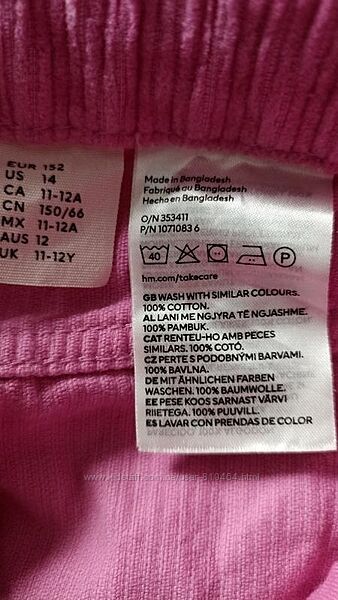 EUR 152
US 14
CA 11-12A
CN 150/66
MX 11-12A
AUS 12
UK 11-12Y
Made in Bangladesh
Fabriqué au Bangladesh
Hecho en Bangladesh
O/N 353411
P/N 1071083 6
40
P
hm.com/takecare
GB WASH WITH SIMILAR COLOURS.
100% COTTON.
AL LANI ME NGJYRA TË NGJASHME.
100% PAMBUK.
CAT RENTEU-HO AMB PECES
SIMILARS. 100% COTÓ.
CZ PERTE S PODOBNÝMI BARVAMI.
100% BAVLNA.
DE MIT ÄHNLICHEN FARBEN
WASCHEN. 100% BAUMWOLLE.
EE PESE KOOS SARNAST VÄRVI
RIIETEGA. 100% PUUVILL.
ES LAVAR CON PRENDAS DE COLOR